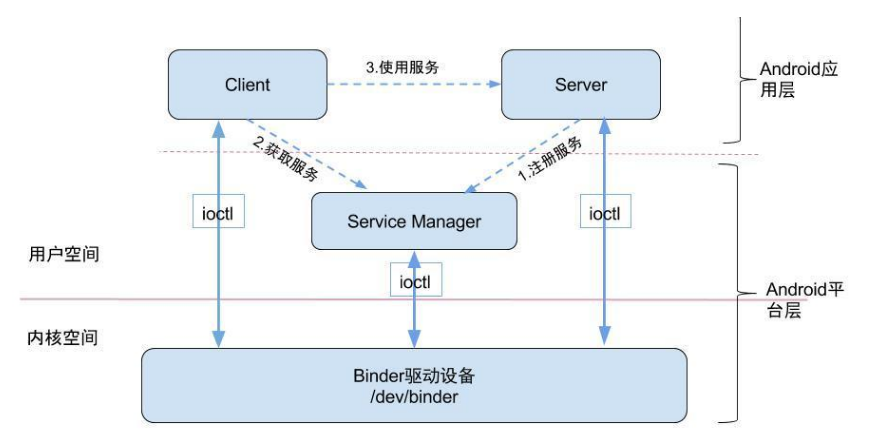 3.使用服务
Client
Server
Android应
用层
2.获取服务
1.注册服务
ioctl
Service Manager
ioctl
用户空间
ioctl
Android平
台层
内核空间
Binder驱动设备
/dev/binder